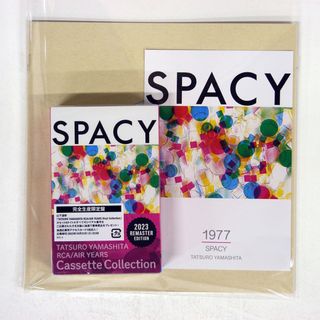 SPACY
SPACY
完全生産限定盤
2023
REMASTER
EDITION
TATSURO YAMASHITA
RCA/AIR YEARS
Cassette Collection
1977
SPACY
TATSURO YAMASHITA